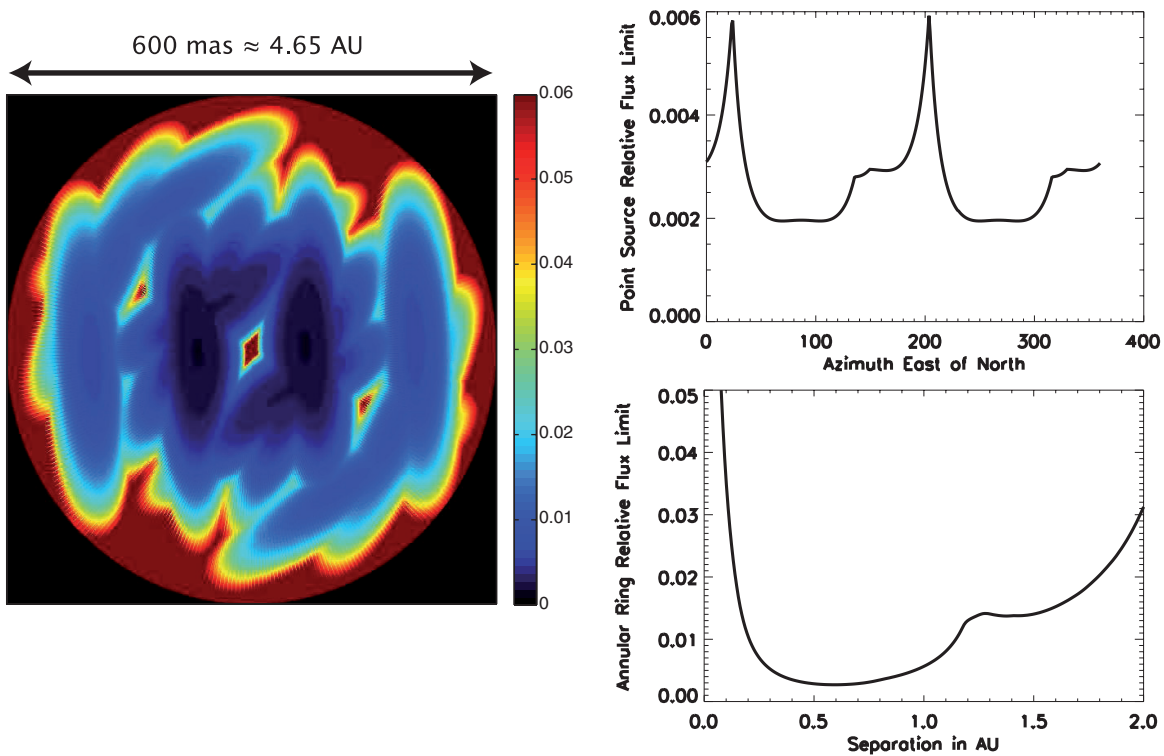 600 mas ≈ 4.65 AU
0.06
0.05
0.04
0.03
0.02
0.01
0
Point Source Relative Flux Limit
0.006
0.004
0.002
0.000
0 100 200 300 400
Azimuth East of North
Annular Ring Relative Flux Limit
0.05
0.04
0.03
0.02
0.01
0.00
0.0 0.5 1.0 1.5 2.0
Separation in AU